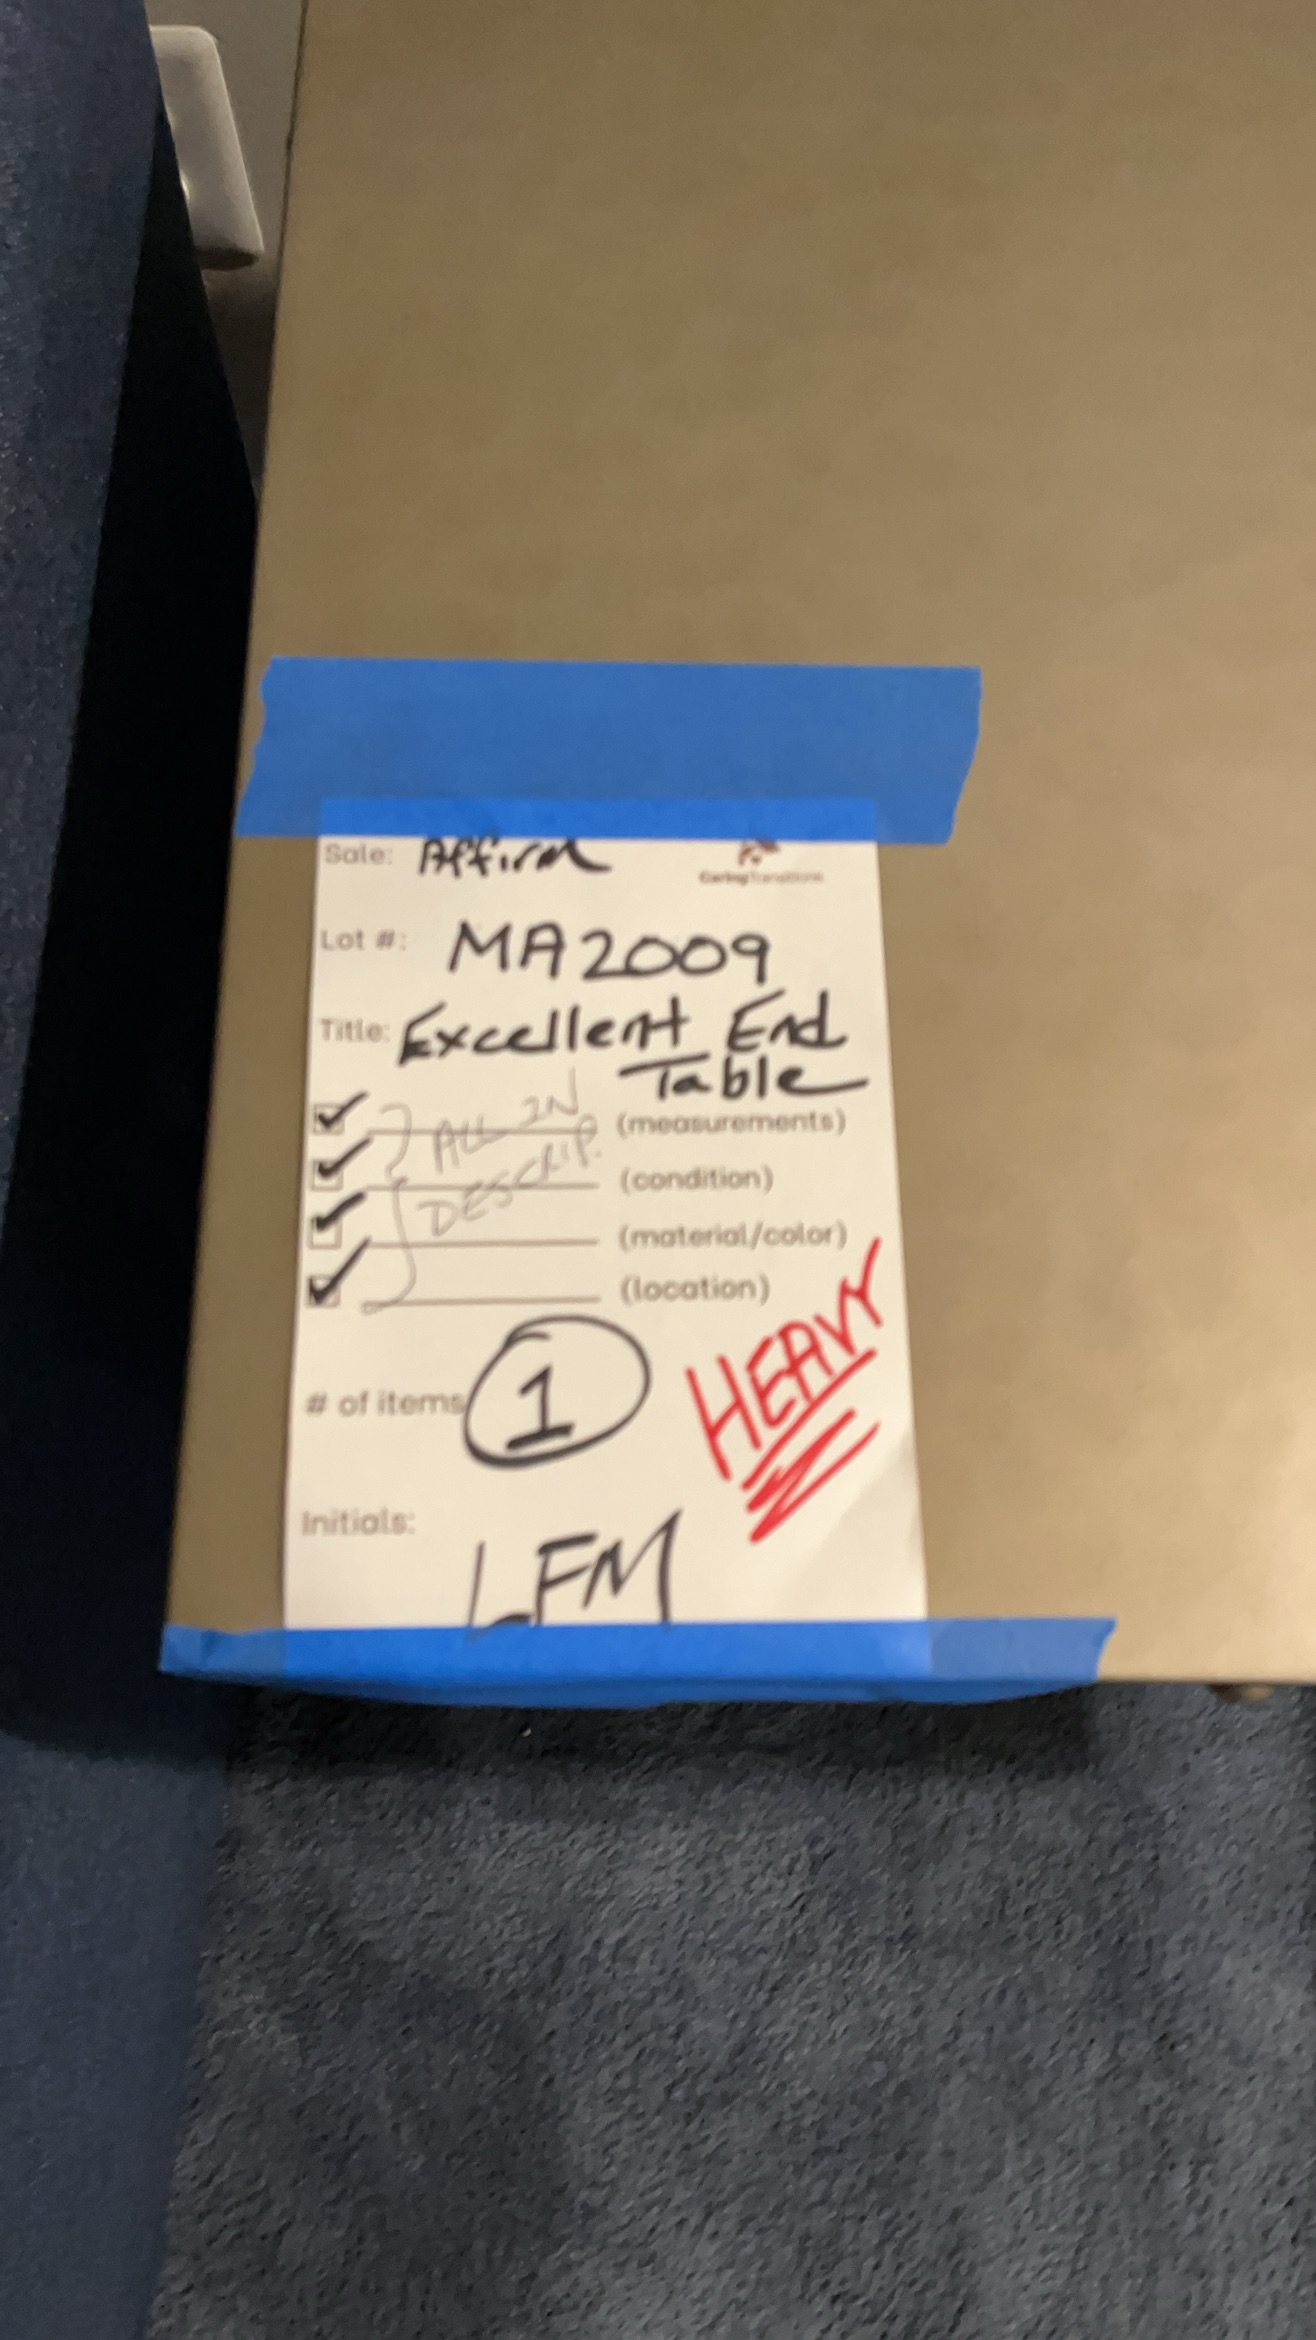 Sale: Affirm
CaringTransitions
Lot #: MA2009
Title: Excellent End
Table
ALL IN (measurements)
DESCRIP. (condition)
(material/color)
(location)
# of items 1
HEAVY
Initials: LFM